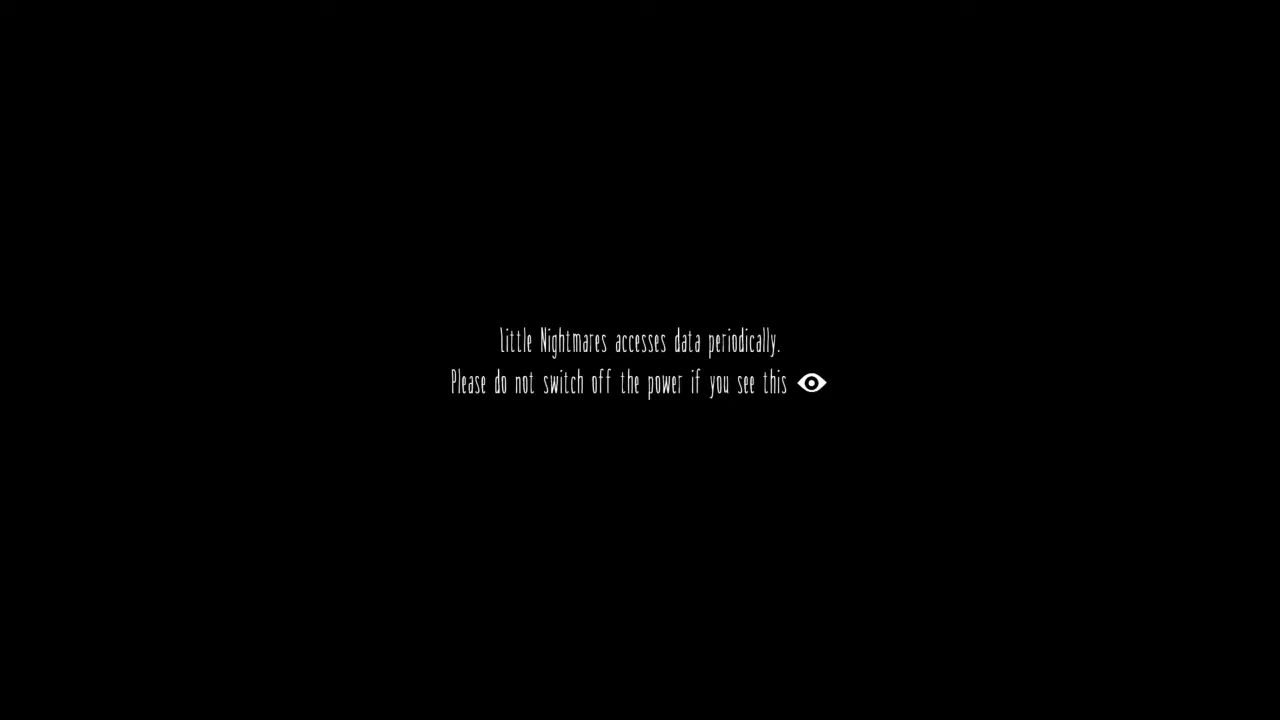 Little Nightmares accesses data periodically.
Please do not switch off the power if you see this